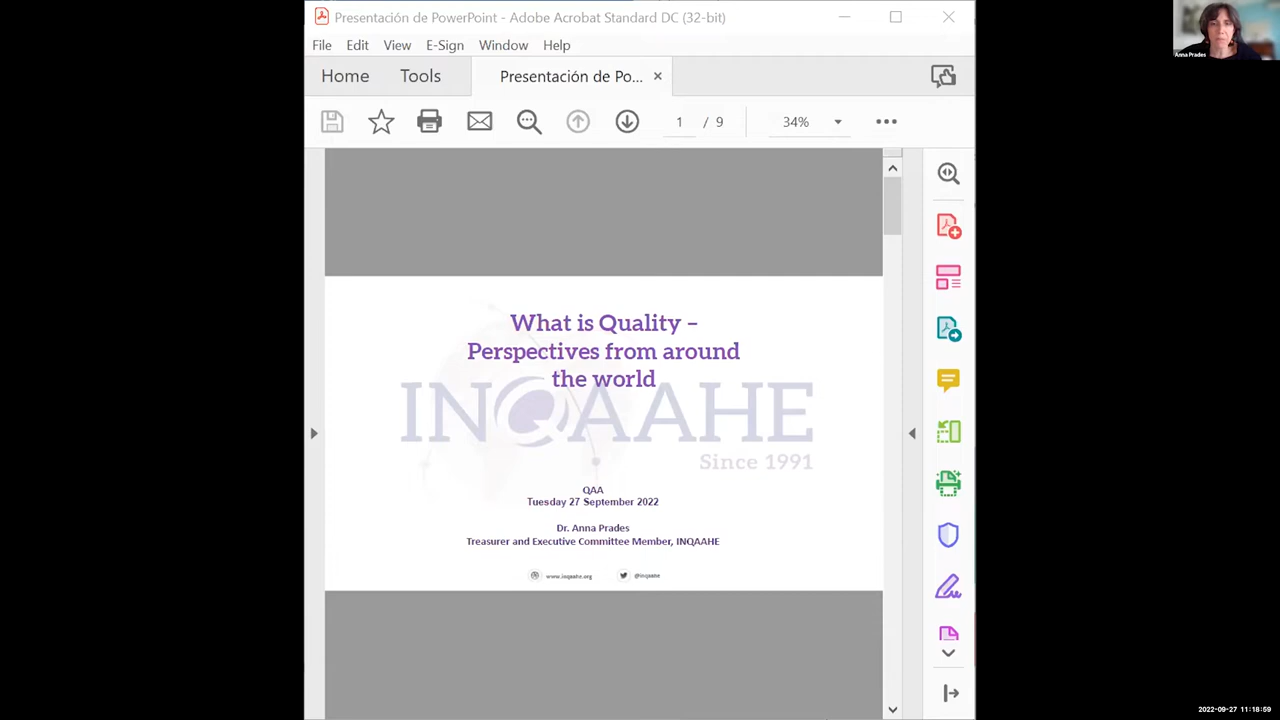 Presentación de PowerPoint - Adobe Acrobat Standard DC (32-bit)
File Edit View E-Sign Window Help
Home Tools Presentación de Po... ×
1 / 9 34%
What is Quality –
Perspectives from around
the world
INQAAHE
Since 1991
QAA
Tuesday 27 September 2022
Dr. Anna Prades
Treasurer and Executive Committee Member, INQAAHE
www.inqaahe.org @inqaahe
Anna Prades
2022-09-27 11:18:59